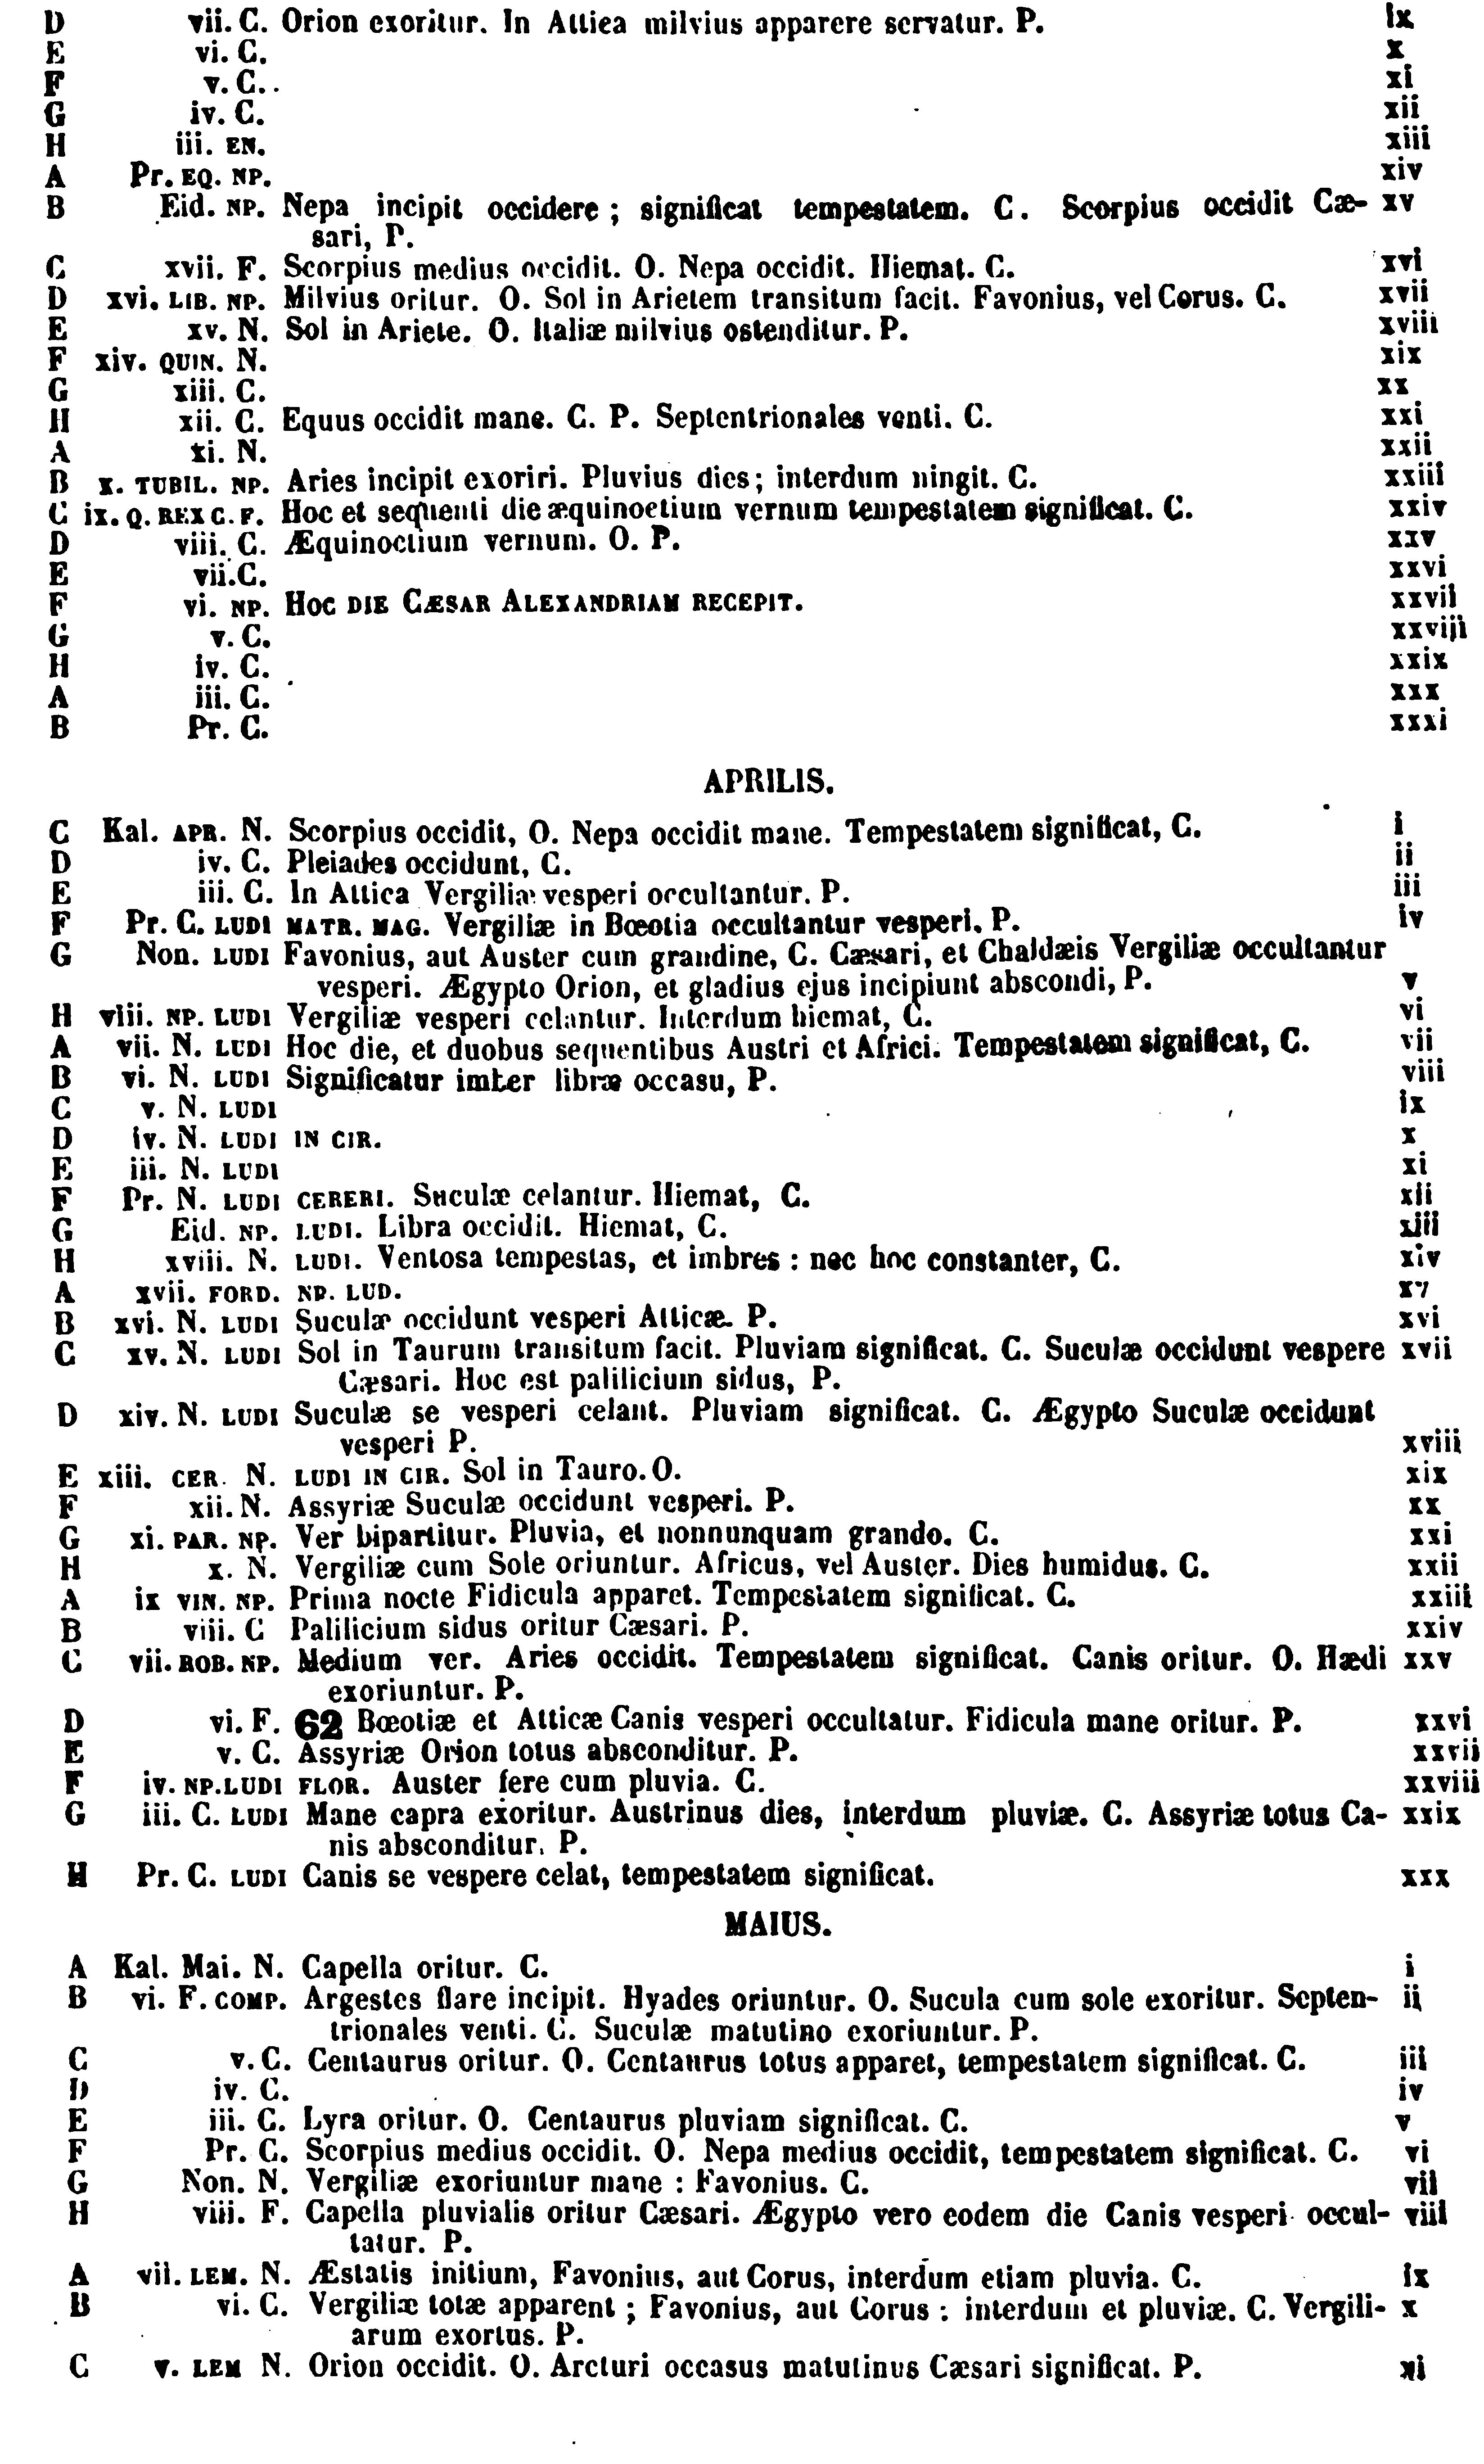 D vii. C. Orion exoritur. In Attica milvius apparere servatur. P. ix
E vi. C. x
F v. C. . xi
G iv. C. xii
H iii. EN. xiii
A Pr. EQ. NP. xiv
B Eid. NP. Nepa incipit occidere ; significat tempestatem. C. Scorpius occidit Cæ- xv
sari, P.
C xvii. F. Scorpius medius occidit. O. Nepa occidit. Hiemat. C. xvi
D xvi. LIB. NP. Milvius oritur. O. Sol in Arietem transitum facit. Favonius, vel Corus. C. xvii
E xv. N. Sol in Ariete. O. Italiæ milvius ostenditur. P. xviii
F xiv. QUIN. N. xix
G xiii. C. xx
H xii. C. Equus occidit mane. C. P. Septentrionales venti. C. xxi
A xi. N. xxii
B x. TUBIL. NP. Aries incipit exoriri. Pluvius dies ; interdum ningit. C. xxiii
C ix. Q. REX C. F. Hoc et sequenti die æquinoctium vernum tempestatem significat. C. xxiv
D viii. C. Æquinoctium vernum. O. P. xxv
E vii. C. xxvi
F vi. NP. HOC DIE CÆSAR ALEXANDRIAM RECEPIT. xxvii
G v. C. xxviii
H iv. C. xxix
A iii. C. xxx
B Pr. C. xxxi
APRILIS.
C Kal. APR. N. Scorpius occidit, O. Nepa occidit mane. Tempestatem significat, C. i
D iv. C. Pleiades occidunt, C. ii
E iii. C. In Attica Vergiliæ vesperi occultantur. P. iii
F Pr. C. LUDI MATR. MAG. Vergiliæ in Bœotia occultantur vesperi. P. iv
G Non. LUDI Favonius, aut Auster cum grandine, C. Cæsari, et Chaldæis Vergiliæ occultantur
vesperi. Ægypto Orion, et gladius ejus incipiunt abscondi, P. v
H viii. NP. LUDI Vergiliæ vesperi celantur. Interdum hiemat, C. vi
A vii. N. LUDI Hoc die, et duobus sequentibus Austri et Africi. Tempestatem significat, C. vii
B vi. N. LUDI Significatur imber libræ occasu, P. viii
C v. N. LUDI ix
D iv. N. LUDI IN CIR. x
E iii. N. LUDI xi
F Pr. N. LUDI CERERI. Suculæ celantur. Hiemat, C. xii
G Eid. NP. LUDI. Libra occidit. Hiemat, C. xiii
H xviii. N. LUDI. Ventosa tempestas, et imbres : nec hoc constanter, C. xiv
A xvii. FORD. NP. LUD. xv
B xvi. N. LUDI Suculæ occidunt vesperi Atticæ. P. xvi
C xv. N. LUDI Sol in Taurum transitum facit. Pluviam significat. C. Suculæ occidunt vespere xvii
Cæsari. Hoc est palilicium sidus, P.
D xiv. N. LUDI Suculæ se vesperi celant. Pluviam significat. C. Ægypto Suculæ occidunt
vesperi P. xviii
E xiii. CER. N. LUDI IN CIR. Sol in Tauro. O. xix
F xii. N. Assyriæ Suculæ occidunt vesperi. P. xx
G xi. PAR. NP. Ver bipartitur. Pluvia, et nonnunquam grando. C. xxi
H x. N. Vergiliæ cum Sole oriuntur. Africus, vel Auster. Dies humidus. C. xxii
A ix VIN. NP. Prima nocte Fidicula apparet. Tempestatem significat. C. xxiii
B viii. C Palilicium sidus oritur Cæsari. P. xxiv
C vii. ROB. NP. Medium ver. Aries occidit. Tempestatem significat. Canis oritur. O. Hædi xxv
exoriuntur. P.
D vi. F. 62 Bœotiæ et Atticæ Canis vesperi occultatur. Fidicula mane oritur. P. xxvi
E v. C. Assyriæ Orion totus absconditur. P. xxvii
F iv. NP. LUDI FLOR. Auster fere cum pluvia. C. xxviii
G iii. C. LUDI Mane capra exoritur. Austrinus dies, interdum pluviæ. C. Assyriæ totus Ca- xxix
nis absconditur. P.
H Pr. C. LUDI Canis se vespere celat, tempestatem significat. xxx
MAIUS.
A Kal. Mai. N. Capella oritur. C. i
B vi. F. COMP. Argestes flare incipit. Hyades oriuntur. O. Sucula cum sole exoritur. Septen- ii
trionales venti. C. Suculæ matutino exoriuntur. P.
C v. C. Centaurus oritur. O. Centaurus totus apparet, tempestatem significat. C. iii
D iv. C. iv
E iii. C. Lyra oritur. O. Centaurus pluviam significat. C. v
F Pr. C. Scorpius medius occidit. O. Nepa medius occidit, tempestatem significat. C. vi
G Non. N. Vergiliæ exoriuntur mane : Favonius. C. vii
H viii. F. Capella pluvialis oritur Cæsari. Ægypto vero eodem die Canis vesperi occul- viii
tatur. P.
A vii. LEM. N. Æstatis initium, Favonius, aut Corus, interdum etiam pluvia. C. ix
B vi. C. Vergiliæ totæ apparent ; Favonius, aut Corus : interdum et pluviæ. C. Vergili- x
arum exortus. P.
C v. LEM N. Orion occidit. O. Arcturi occasus matutinus Cæsari significat. P. xi